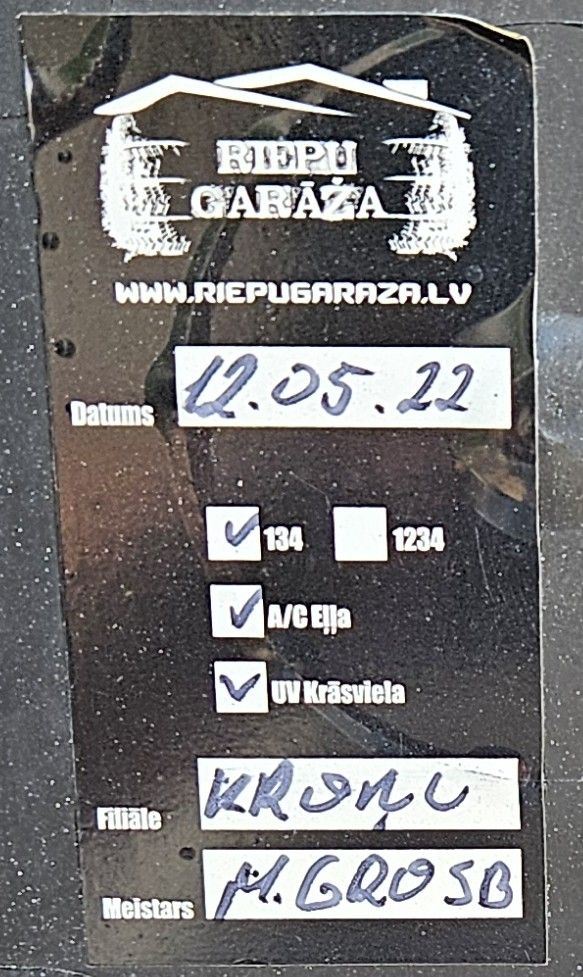 RIEPU
GARĀŽA
WWW.RIEPUGARAZA.LV
Datums 12.05.22
134 1234
A/C Eļļa
UV Krāsviela
Filiāle KROŅU
Meistars M.GROSB